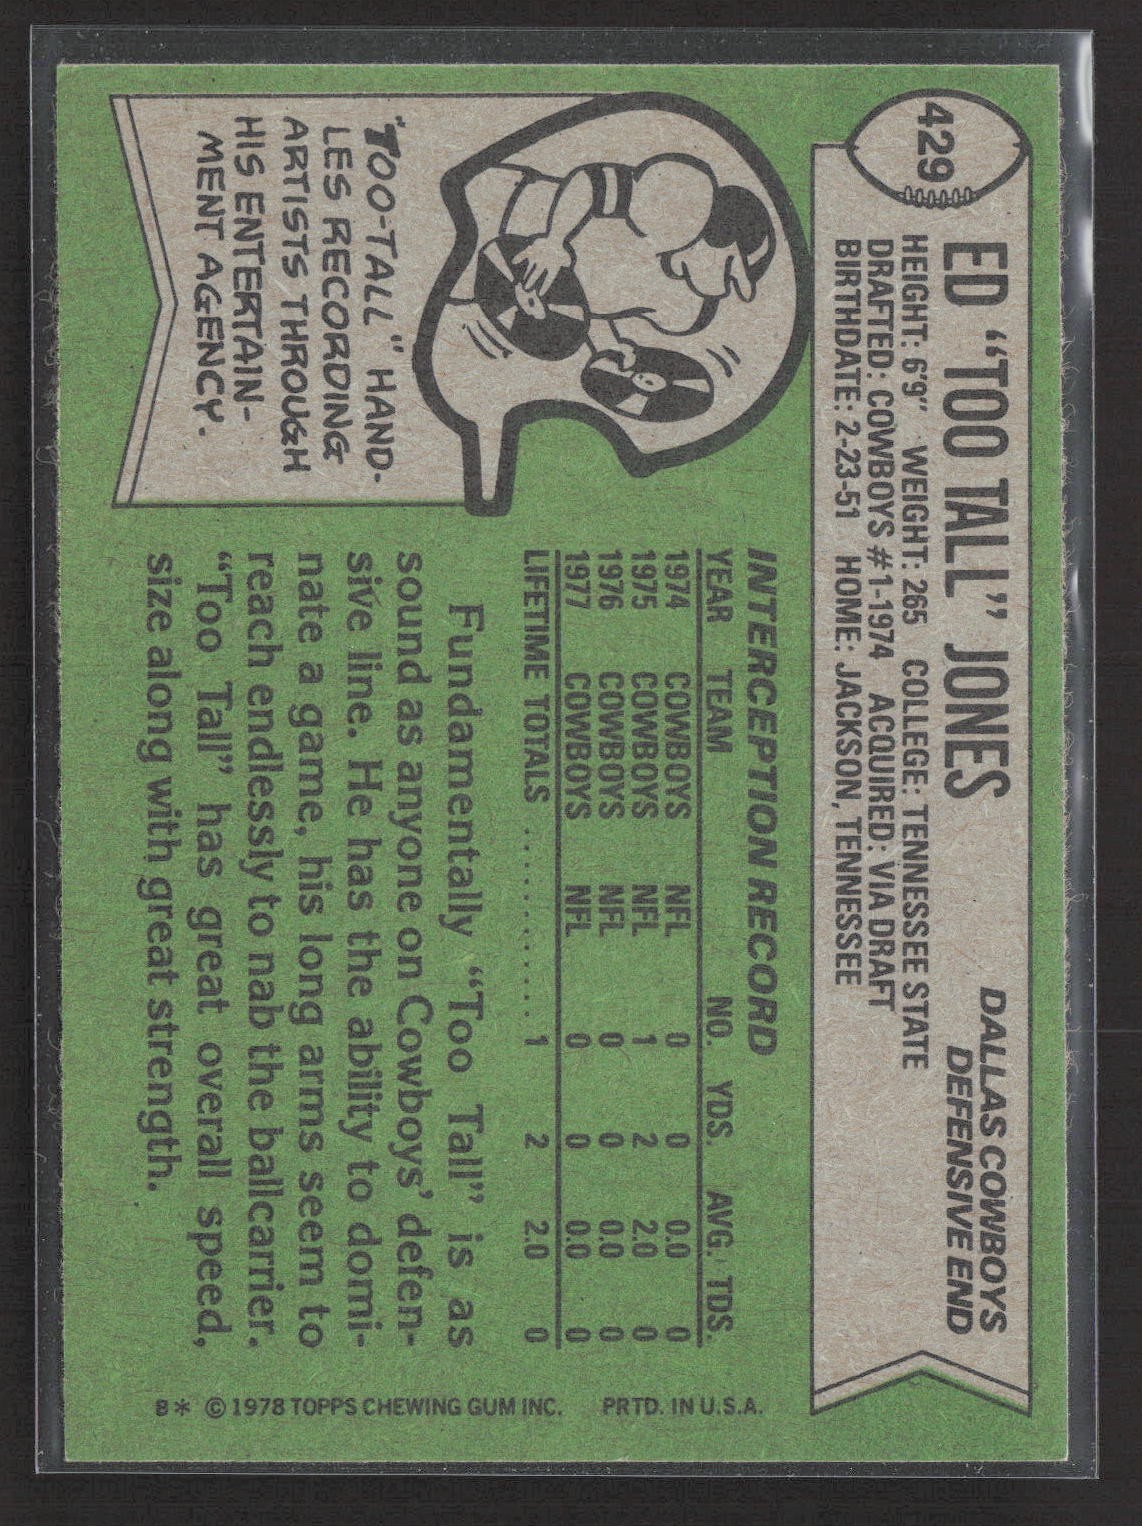 429
ED “TOO TALL” JONES
DALLAS COWBOYS
DEFENSIVE END
HEIGHT: 6'9" WEIGHT: 265 COLLEGE: TENNESSEE STATE
DRAFTED: COWBOYS #1-1974 ACQUIRED: VIA DRAFT
BIRTHDATE: 2-23-51 HOME: JACKSON, TENNESSEE
"TOO-TALL" HAND-
LES RECORDING
ARTISTS THROUGH
HIS ENTERTAIN-
MENT AGENCY.
INTERCEPTION RECORD
YEAR TEAM NO. YDS. AVG. TDS.
1974 COWBOYS NFL 0 0 0.0 0
1975 COWBOYS NFL 1 2 2.0 0
1976 COWBOYS NFL 0 0 0.0 0
1977 COWBOYS NFL 0 0 0.0 0
LIFETIME TOTALS .......... 1 2 2.0 0
Fundamentally “Too Tall” is as
sound as anyone on Cowboys’ defen-
sive line. He has the ability to domi-
nate a game, his long arms seem to
reach endlessly to nab the ballcarrier.
“Too Tall” has great overall speed,
size along with great strength.
B* © 1978 TOPPS CHEWING GUM INC. PRTD. IN U.S.A.